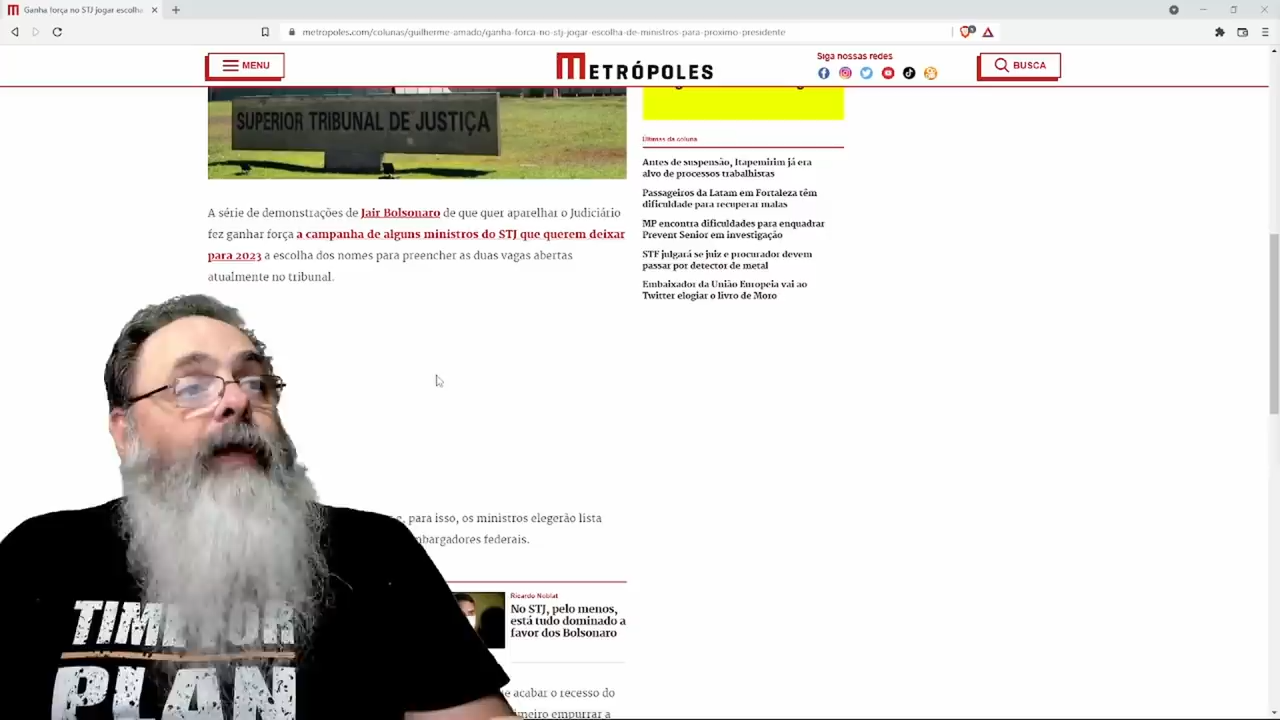 Ganha força no STJ jogar escolha
metropoles.com/colunas/guilherme-amado/ganha-forca-no-stj-jogar-escolha-de-ministros-para-proximo-presidente
MENU
METRÓPOLES
Siga nossas redes
BUSCA
SUPERIOR TRIBUNAL DE JUSTIÇA
A série de demonstrações de Jair Bolsonaro de que quer aparelhar o Judiciário
fez ganhar força a campanha de alguns ministros do STJ que querem deixar
para 2023 a escolha dos nomes para preencher as duas vagas abertas
atualmente no tribunal.
Últimas da coluna
Antes de suspensão, Itapemirim já era
alvo de processos trabalhistas
Passageiros da Latam em Fortaleza têm
dificuldade para recuperar malas
MP encontra dificuldades para enquadrar
Prevent Senior em investigação
STF julgará se juiz e procurador devem
passar por detector de metal
Embaixador da União Europeia vai ao
Twitter elogiar o livro de Moro
, para isso, os ministros elegerão lista
mbargadores federais.
Ricardo Noblat
No STJ, pelo menos,
está tudo dominado a
favor dos Bolsonaro
e acabar o recesso do
imeiro empurrar a
PLAN